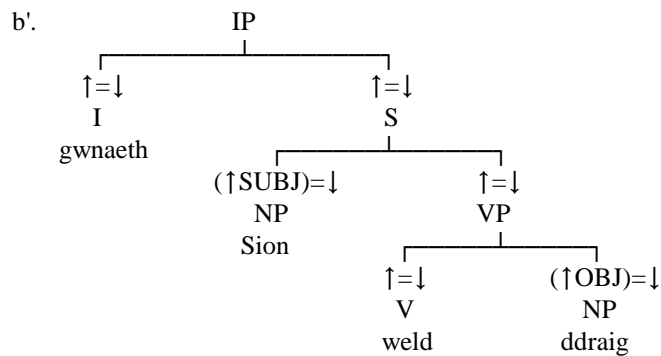 b'. IP
↑=↓ ↑=↓
I S
gwnaeth
(↑SUBJ)=↓ ↑=↓
NP VP
Sion
↑=↓ (↑OBJ)=↓
V NP
weld ddraig